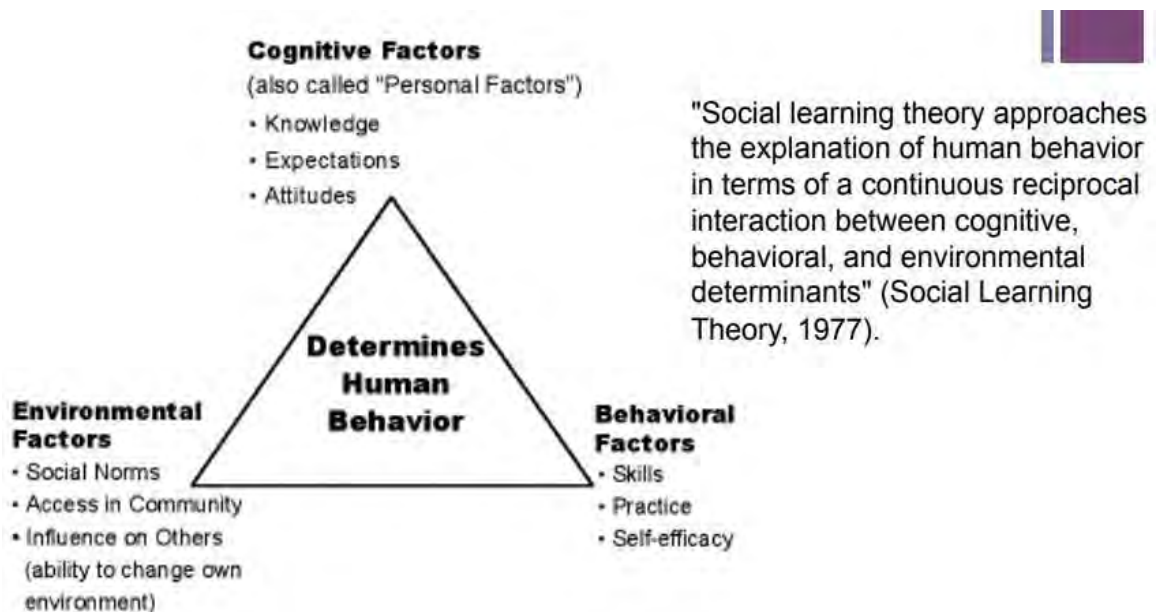 Cognitive Factors
(also called "Personal Factors")
• Knowledge
• Expectations
• Attitudes
Determines
Human
Behavior
Environmental
Factors
• Social Norms
• Access in Community
• Influence on Others
(ability to change own
environment)
Behavioral
Factors
• Skills
• Practice
• Self-efficacy
"Social learning theory approaches
the explanation of human behavior
in terms of a continuous reciprocal
interaction between cognitive,
behavioral, and environmental
determinants" (Social Learning
Theory, 1977).